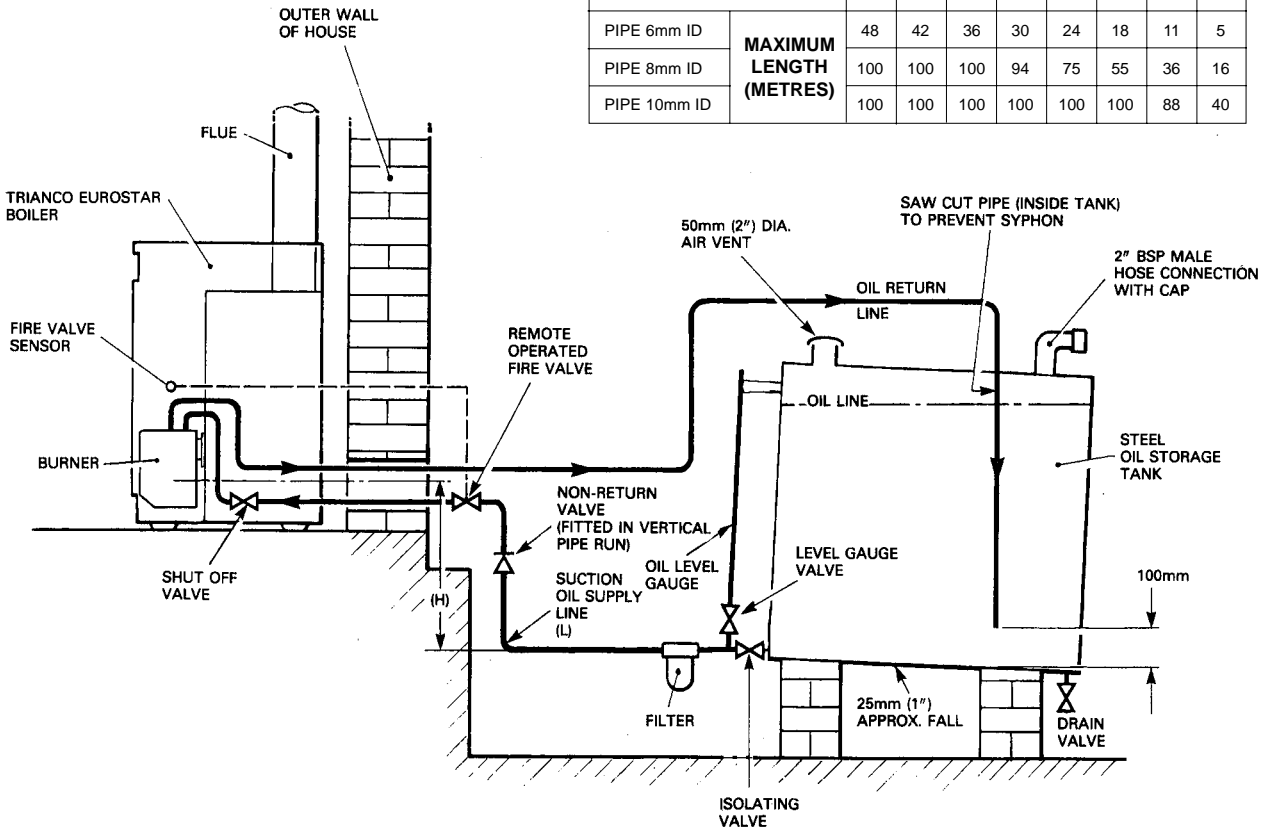 OUTER WALL
OF HOUSE
PIPE 6mm ID
MAXIMUM
LENGTH
(METRES)
48 42 36 30 24 18 11 5
PIPE 8mm ID
100 100 100 94 75 55 36 16
PIPE 10mm ID
100 100 100 100 100 100 88 40
FLUE
TRIANCO EUROSTAR
BOILER
FIRE VALVE
SENSOR
BURNER
SHUT OFF
VALVE
REMOTE
OPERATED
FIRE VALVE
NON-RETURN
VALVE
(FITTED IN VERTICAL
PIPE RUN)
SUCTION
OIL SUPPLY
LINE
(L)
(H)
50mm (2") DIA.
AIR VENT
SAW CUT PIPE (INSIDE TANK)
TO PREVENT SYPHON
2" BSP MALE
HOSE CONNECTION
WITH CAP
OIL RETURN
LINE
OIL LINE
STEEL
OIL STORAGE
TANK
OIL LEVEL
GAUGE
LEVEL GAUGE
VALVE
100mm
FILTER
25mm (1")
APPROX. FALL
DRAIN
VALVE
ISOLATING
VALVE